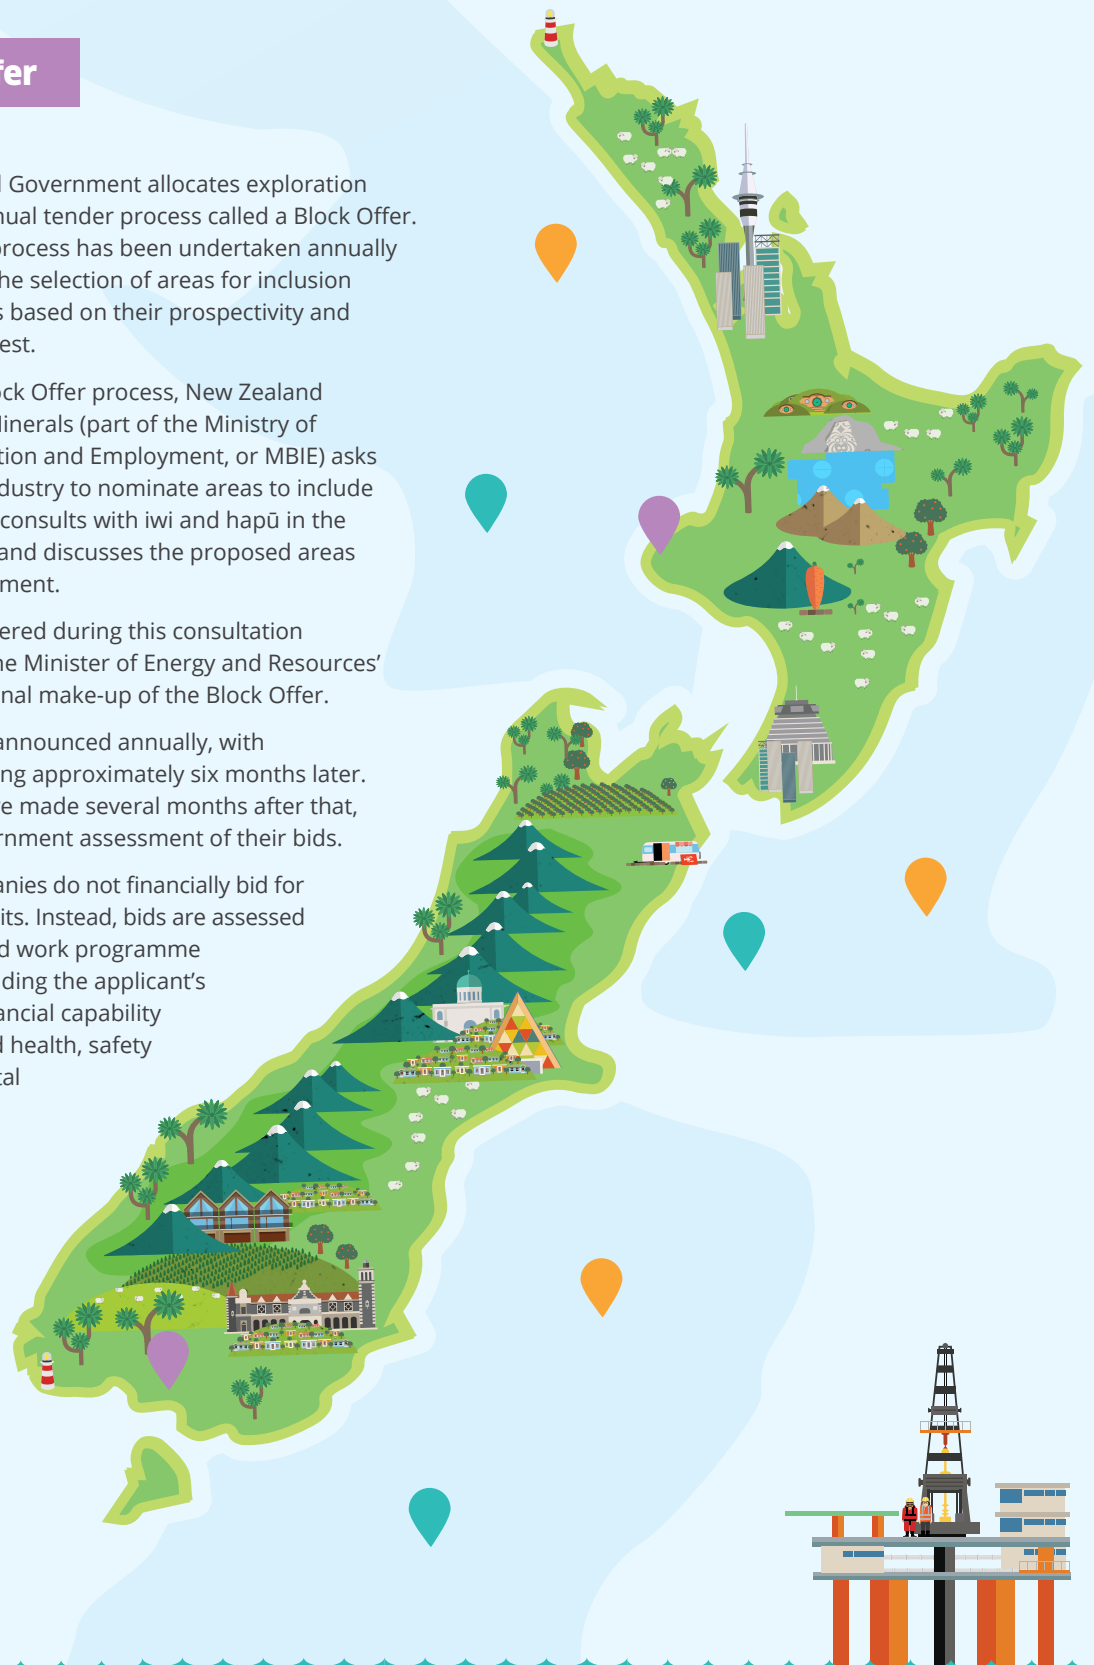 fer
Government allocates exploration
nual tender process called a Block Offer.
process has been undertaken annually
he selection of areas for inclusion
s based on their prospectivity and
est.
ck Offer process, New Zealand
linerals (part of the Ministry of
tion and Employment, or MBIE) asks
dustry to nominate areas to include
consults with iwi and hapū in the
and discusses the proposed areas
ment.
ered during this consultation
he Minister of Energy and Resources’
nal make-up of the Block Offer.
announced annually, with
ng approximately six months later.
re made several months after that,
rnment assessment of their bids.
anies do not financially bid for
its. Instead, bids are assessed
d work programme
ding the applicant’s
ancial capability
d health, safety
tal